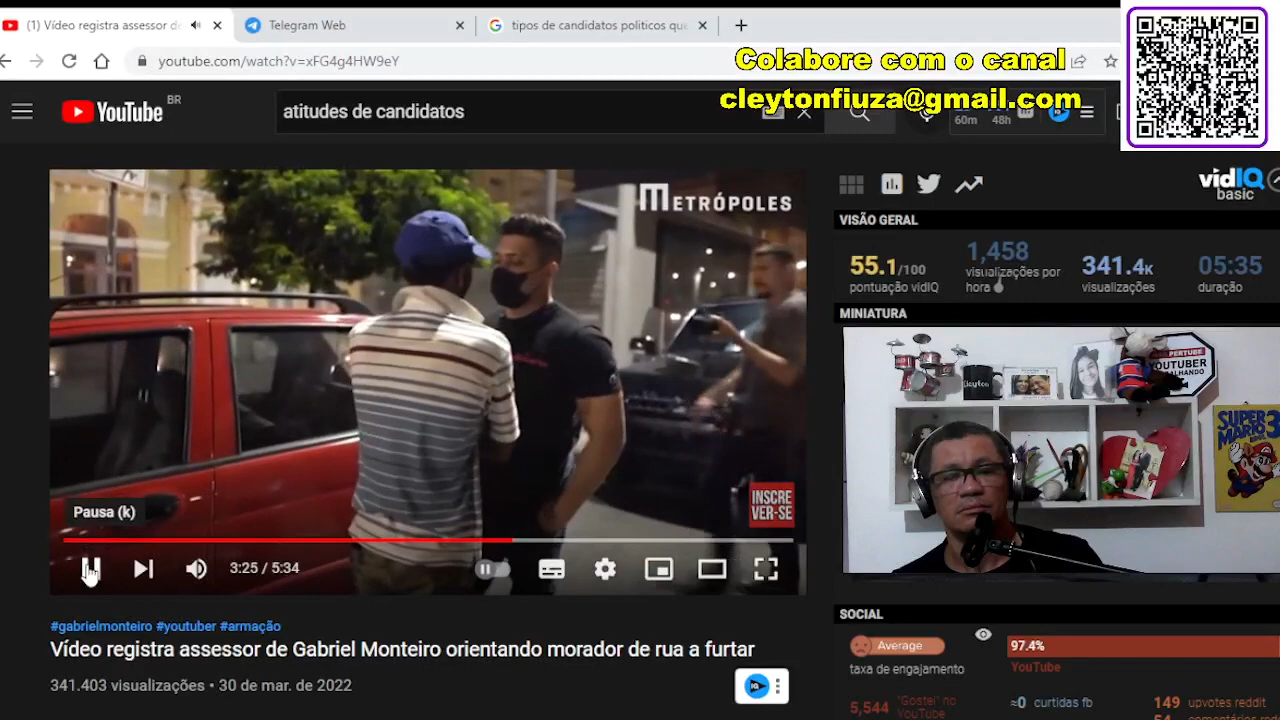 (1) Vídeo registra assessor de
Telegram Web
tipos de candidatos politicos que
youtube.com/watch?v=xFG4g4HW9eY
Colabore com o canal
cleytonfiuza@gmail.com
YouTube BR
atitudes de candidatos
60m 48h
METRÓPOLES
vidIQ
basic
VISÃO GERAL
55.1/100
pontuação vidIQ
1,458
visualizações por
hora
341.4K
visualizações
05:35
duração
MINIATURA
Cleyton
YOUTUBER
TRABALHANDO
SUPER
MARIO 3
INSCRE
VER-SE
Pausa (k)
3:25 / 5:34
#gabrielmonteiro #youtuber #armação
Vídeo registra assessor de Gabriel Monteiro orientando morador de rua a furtar
341.403 visualizações • 30 de mar. de 2022
SOCIAL
Average
taxa de engajamento
97.4%
YouTube
5,544
"Gostei" no
YouTube
≈0 curtidas fb
149 upvotes reddit